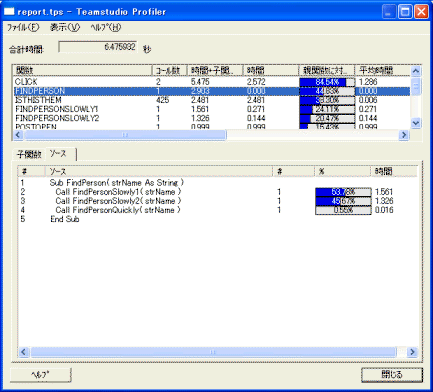 report.tps - Teamstudio Profiler
ファイル(F) 表示(V) ヘルプ(H)
合計時間: 6.475932 秒
関数 コール数 時間+子関.. 時間 親関数に対.. 平均時間
CLICK 2 5.475 2.572 84.54% 1.286
FINDPERSON 1 2.903 0.000 44.83% 0.000
ISTHISTHEM 425 2.481 2.481 38.30% 0.006
FINDPERSONSLOWLY1 1 1.561 0.271 24.11% 0.271
FINDPERSONSLOWLY2 1 1.326 0.144 20.47% 0.144
POSTOPEN 1 0.999 0.999 15.43% 0.999
子関数 ソース
# ソース # % 時間
1 Sub FindPerson( strName As String )
2 Call FindPersonSlowly1( strName ) 1 53.78% 1.561
3 Call FindPersonSlowly2( strName ) 1 45.67% 1.326
4 Call FindPersonQuickly( strName ) 1 0.55% 0.016
5 End Sub
ヘルプ 閉じる